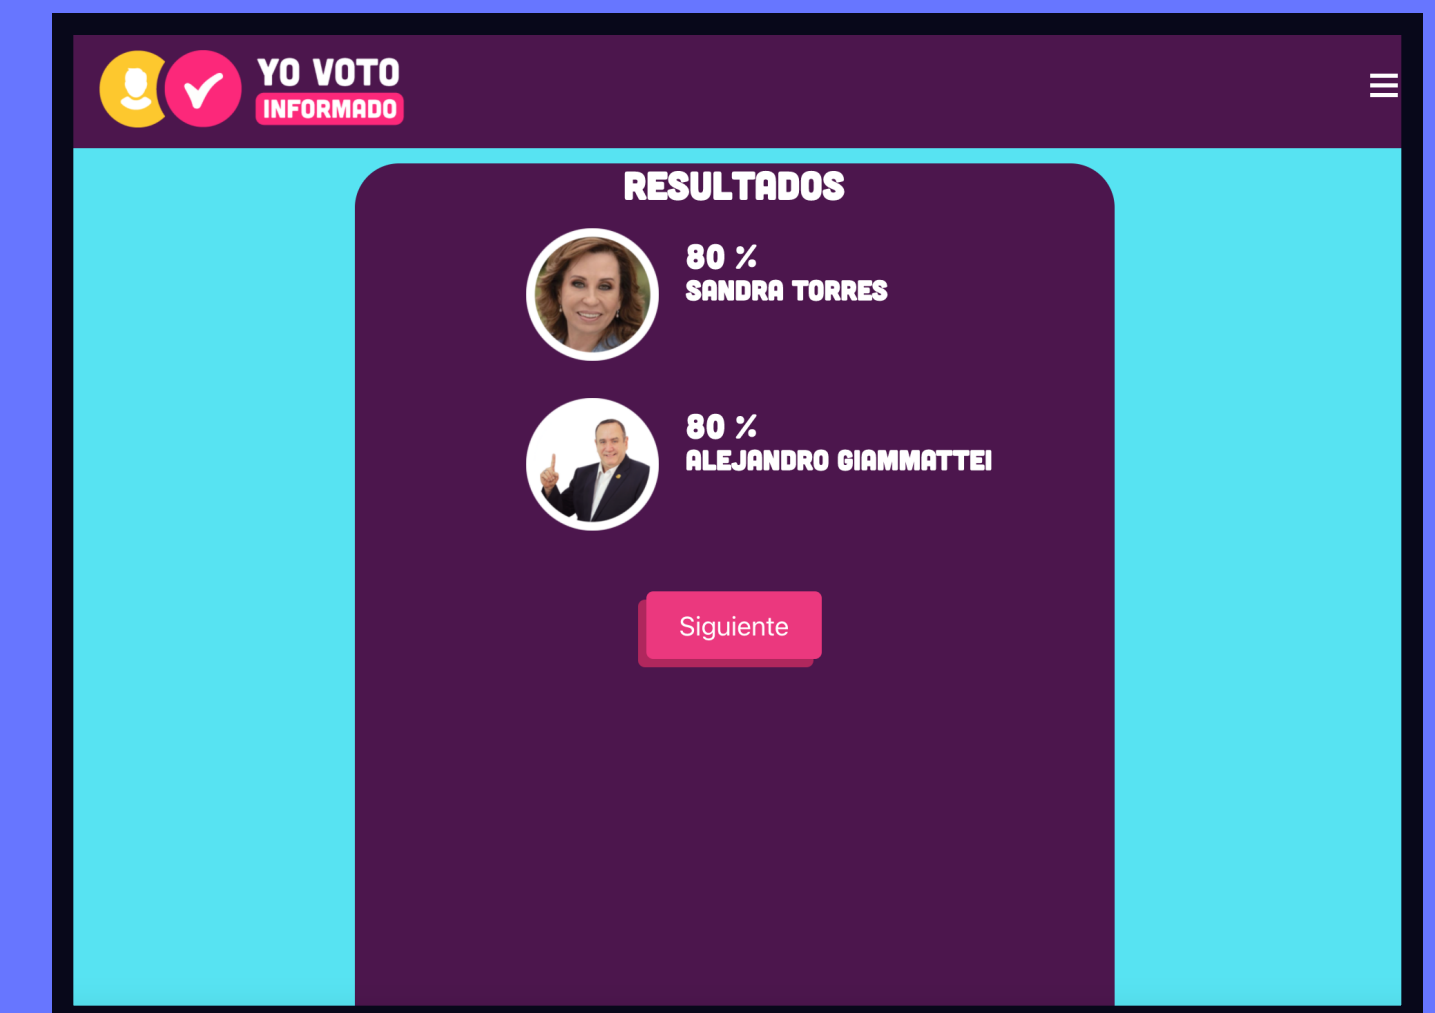 YO VOTO
INFORMADO
RESULTADOS
80 %
SANDRA TORRES
80 %
ALEJANDRO GIAMMATTEI
Siguiente